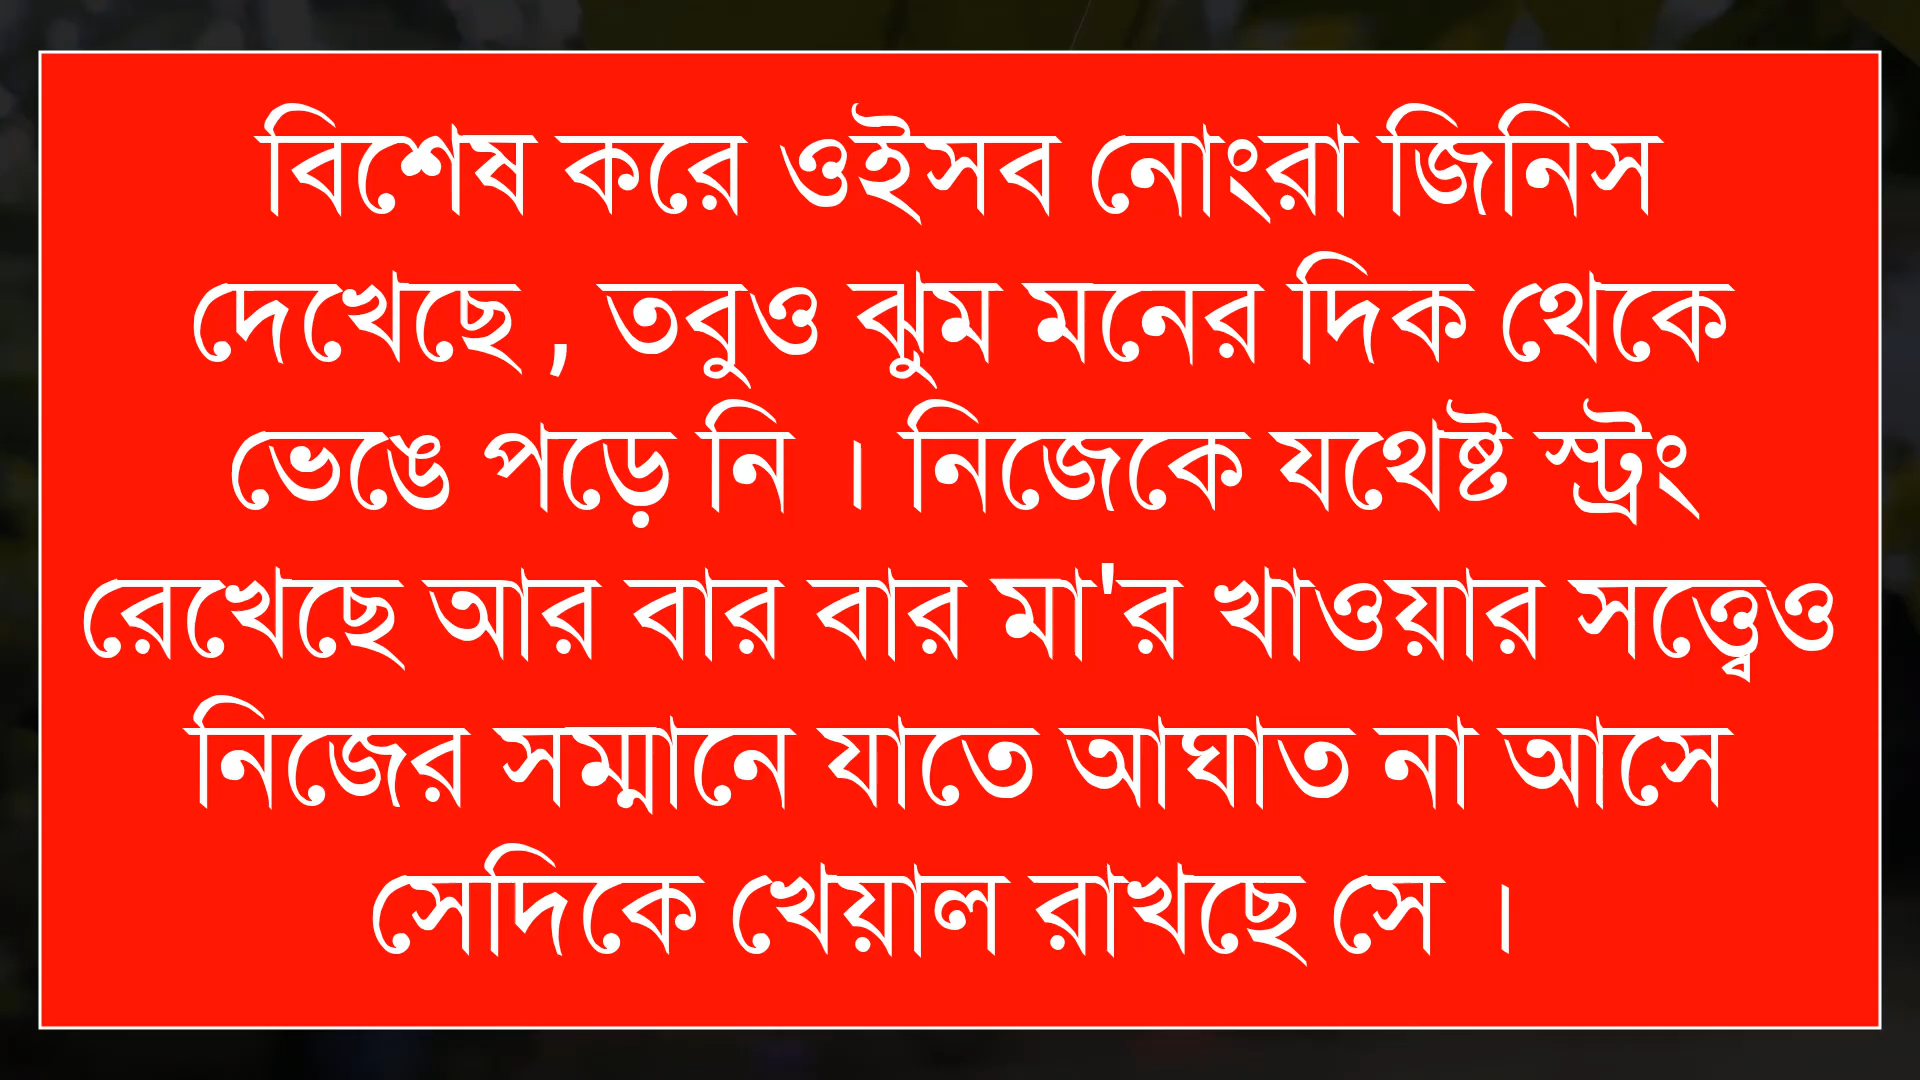 বিশেষ করে ওইসব নোংরা জিনিস
দেখেছে , তবুও ঝুম মনের দিক থেকে
ভেঙে পড়ে নি । নিজেকে যথেষ্ট স্ট্রং
রেখেছে আর বার বার মা'র খাওয়ার সত্ত্বেও
নিজের সম্মানে যাতে আঘাত না আসে
সেদিকে খেয়াল রাখছে সে ।